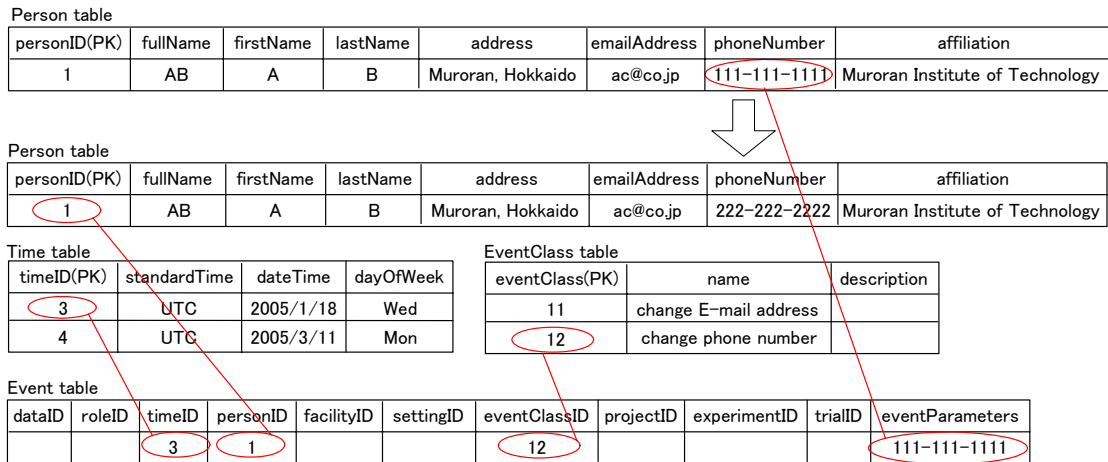 Person table
personID(PK) fullName firstName lastName address emailAddress phoneNumber affiliation
1 AB A B Muroran, Hokkaido ac@co.jp 111-111-1111 Muroran Institute of Technology
Person table
personID(PK) fullName firstName lastName address emailAddress phoneNumber affiliation
1 AB A B Muroran, Hokkaido ac@co.jp 222-222-2222 Muroran Institute of Technology
Time table
timeID(PK) standardTime dateTime dayOfWeek
3 UTC 2005/1/18 Wed
4 UTC 2005/3/11 Mon
EventClass table
eventClass(PK) name description
11 change E-mail address
12 change phone number
Event table
dataID roleID timeID personID facilityID settingID eventClassID projectID experimentID trialID eventParameters
3 1 12 111-111-1111